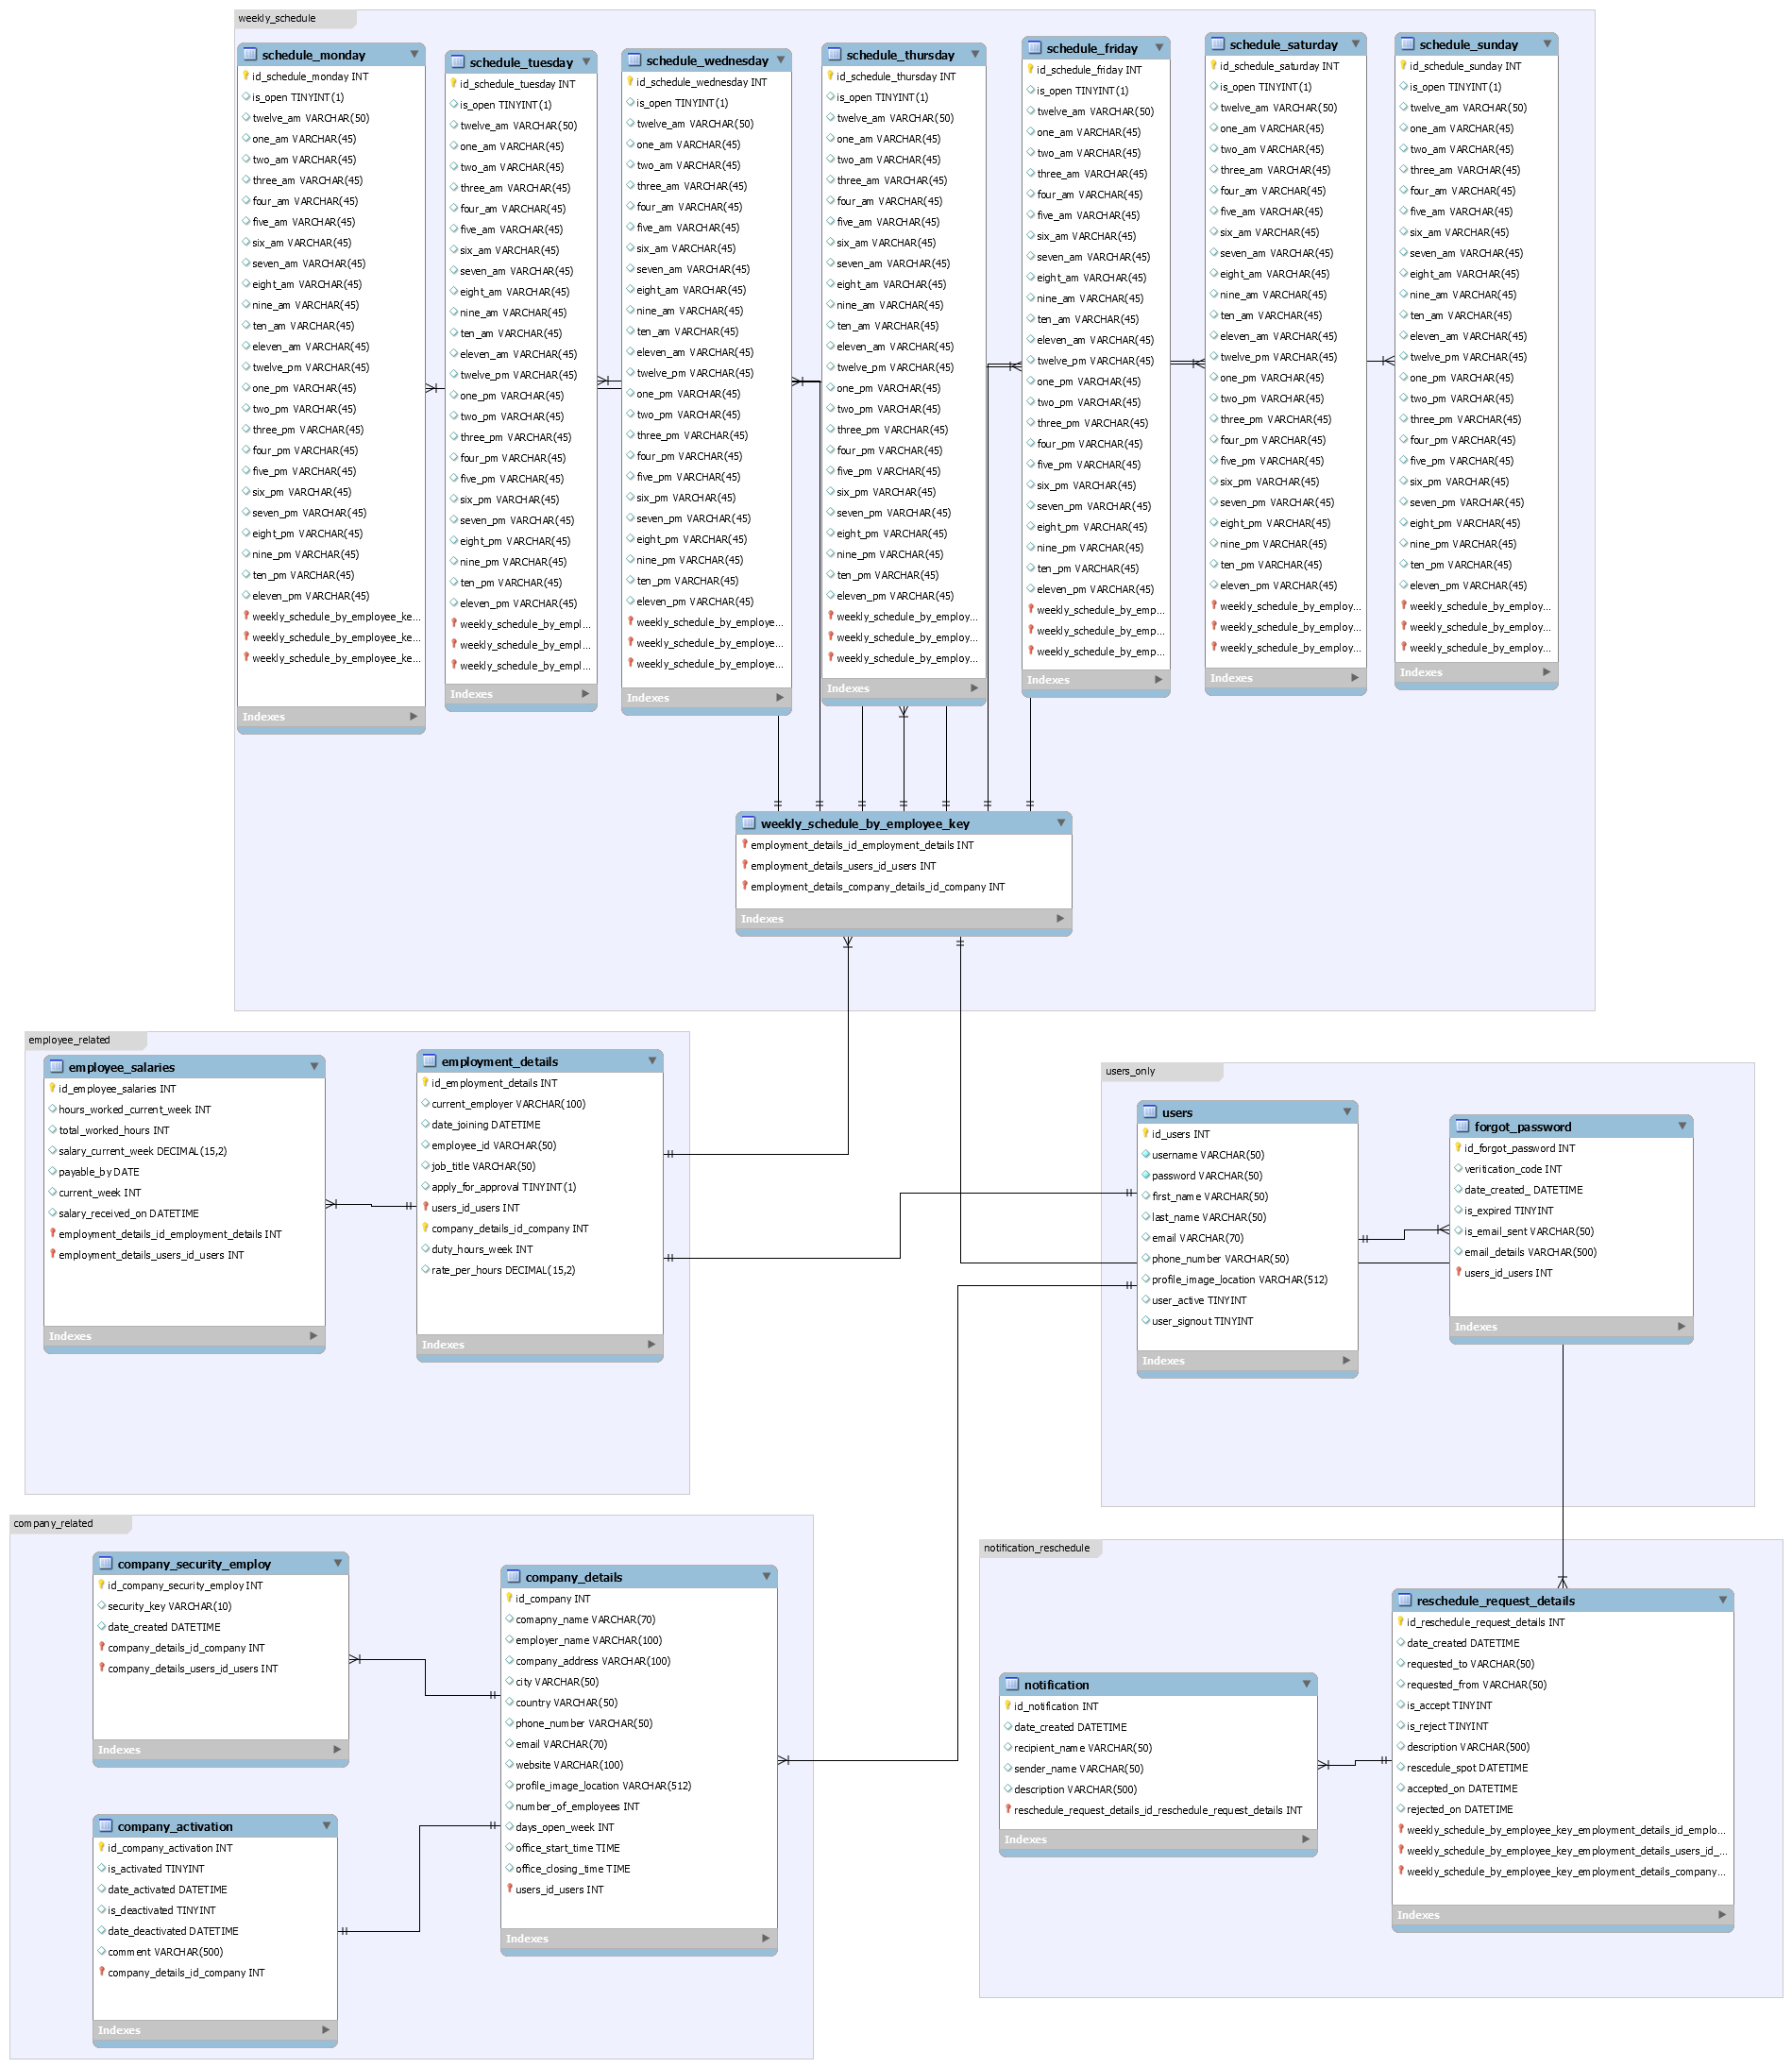 weekly_schedule
schedule_monday
id_schedule_monday INT
is_open TINYINT(1)
twelve_am VARCHAR(50)
one_am VARCHAR(45)
two_am VARCHAR(45)
three_am VARCHAR(45)
four_am VARCHAR(45)
five_am VARCHAR(45)
six_am VARCHAR(45)
seven_am VARCHAR(45)
eight_am VARCHAR(45)
nine_am VARCHAR(45)
ten_am VARCHAR(45)
eleven_am VARCHAR(45)
twelve_pm VARCHAR(45)
one_pm VARCHAR(45)
two_pm VARCHAR(45)
three_pm VARCHAR(45)
four_pm VARCHAR(45)
five_pm VARCHAR(45)
six_pm VARCHAR(45)
seven_pm VARCHAR(45)
eight_pm VARCHAR(45)
nine_pm VARCHAR(45)
ten_pm VARCHAR(45)
eleven_pm VARCHAR(45)
weekly_schedule_by_employee_ke...
weekly_schedule_by_employee_ke...
weekly_schedule_by_employee_ke...
Indexes
schedule_tuesday
id_schedule_tuesday INT
is_open TINYINT(1)
twelve_am VARCHAR(50)
one_am VARCHAR(45)
two_am VARCHAR(45)
three_am VARCHAR(45)
four_am VARCHAR(45)
five_am VARCHAR(45)
six_am VARCHAR(45)
seven_am VARCHAR(45)
eight_am VARCHAR(45)
nine_am VARCHAR(45)
ten_am VARCHAR(45)
eleven_am VARCHAR(45)
twelve_pm VARCHAR(45)
one_pm VARCHAR(45)
two_pm VARCHAR(45)
three_pm VARCHAR(45)
four_pm VARCHAR(45)
five_pm VARCHAR(45)
six_pm VARCHAR(45)
seven_pm VARCHAR(45)
eight_pm VARCHAR(45)
nine_pm VARCHAR(45)
ten_pm VARCHAR(45)
eleven_pm VARCHAR(45)
weekly_schedule_by_empl...
weekly_schedule_by_empl...
weekly_schedule_by_empl...
Indexes
schedule_wednesday
id_schedule_wednesday INT
is_open TINYINT(1)
twelve_am VARCHAR(50)
one_am VARCHAR(45)
two_am VARCHAR(45)
three_am VARCHAR(45)
four_am VARCHAR(45)
five_am VARCHAR(45)
six_am VARCHAR(45)
seven_am VARCHAR(45)
eight_am VARCHAR(45)
nine_am VARCHAR(45)
ten_am VARCHAR(45)
eleven_am VARCHAR(45)
twelve_pm VARCHAR(45)
one_pm VARCHAR(45)
two_pm VARCHAR(45)
three_pm VARCHAR(45)
four_pm VARCHAR(45)
five_pm VARCHAR(45)
six_pm VARCHAR(45)
seven_pm VARCHAR(45)
eight_pm VARCHAR(45)
nine_pm VARCHAR(45)
ten_pm VARCHAR(45)
eleven_pm VARCHAR(45)
weekly_schedule_by_employe...
weekly_schedule_by_employe...
weekly_schedule_by_employe...
Indexes
schedule_thursday
id_schedule_thursday INT
is_open TINYINT(1)
twelve_am VARCHAR(50)
one_am VARCHAR(45)
two_am VARCHAR(45)
three_am VARCHAR(45)
four_am VARCHAR(45)
five_am VARCHAR(45)
six_am VARCHAR(45)
seven_am VARCHAR(45)
eight_am VARCHAR(45)
nine_am VARCHAR(45)
ten_am VARCHAR(45)
eleven_am VARCHAR(45)
twelve_pm VARCHAR(45)
one_pm VARCHAR(45)
two_pm VARCHAR(45)
three_pm VARCHAR(45)
four_pm VARCHAR(45)
five_pm VARCHAR(45)
six_pm VARCHAR(45)
seven_pm VARCHAR(45)
eight_pm VARCHAR(45)
nine_pm VARCHAR(45)
ten_pm VARCHAR(45)
eleven_pm VARCHAR(45)
weekly_schedule_by_employ...
weekly_schedule_by_employ...
weekly_schedule_by_employ...
Indexes
schedule_friday
id_schedule_friday INT
is_open TINYINT(1)
twelve_am VARCHAR(50)
one_am VARCHAR(45)
two_am VARCHAR(45)
three_am VARCHAR(45)
four_am VARCHAR(45)
five_am VARCHAR(45)
six_am VARCHAR(45)
seven_am VARCHAR(45)
eight_am VARCHAR(45)
nine_am VARCHAR(45)
ten_am VARCHAR(45)
eleven_am VARCHAR(45)
twelve_pm VARCHAR(45)
one_pm VARCHAR(45)
two_pm VARCHAR(45)
three_pm VARCHAR(45)
four_pm VARCHAR(45)
five_pm VARCHAR(45)
six_pm VARCHAR(45)
seven_pm VARCHAR(45)
eight_pm VARCHAR(45)
nine_pm VARCHAR(45)
ten_pm VARCHAR(45)
eleven_pm VARCHAR(45)
weekly_schedule_by_emp...
weekly_schedule_by_emp...
weekly_schedule_by_emp...
Indexes
schedule_saturday
id_schedule_saturday INT
is_open TINYINT(1)
twelve_am VARCHAR(50)
one_am VARCHAR(45)
two_am VARCHAR(45)
three_am VARCHAR(45)
four_am VARCHAR(45)
five_am VARCHAR(45)
six_am VARCHAR(45)
seven_am VARCHAR(45)
eight_am VARCHAR(45)
nine_am VARCHAR(45)
ten_am VARCHAR(45)
eleven_am VARCHAR(45)
twelve_pm VARCHAR(45)
one_pm VARCHAR(45)
two_pm VARCHAR(45)
three_pm VARCHAR(45)
four_pm VARCHAR(45)
five_pm VARCHAR(45)
six_pm VARCHAR(45)
seven_pm VARCHAR(45)
eight_pm VARCHAR(45)
nine_pm VARCHAR(45)
ten_pm VARCHAR(45)
eleven_pm VARCHAR(45)
weekly_schedule_by_employ...
weekly_schedule_by_employ...
weekly_schedule_by_employ...
Indexes
schedule_sunday
id_schedule_sunday INT
is_open TINYINT(1)
twelve_am VARCHAR(50)
one_am VARCHAR(45)
two_am VARCHAR(45)
three_am VARCHAR(45)
four_am VARCHAR(45)
five_am VARCHAR(45)
six_am VARCHAR(45)
seven_am VARCHAR(45)
eight_am VARCHAR(45)
nine_am VARCHAR(45)
ten_am VARCHAR(45)
eleven_am VARCHAR(45)
twelve_pm VARCHAR(45)
one_pm VARCHAR(45)
two_pm VARCHAR(45)
three_pm VARCHAR(45)
four_pm VARCHAR(45)
five_pm VARCHAR(45)
six_pm VARCHAR(45)
seven_pm VARCHAR(45)
eight_pm VARCHAR(45)
nine_pm VARCHAR(45)
ten_pm VARCHAR(45)
eleven_pm VARCHAR(45)
weekly_schedule_by_employ...
weekly_schedule_by_employ...
weekly_schedule_by_employ...
Indexes
weekly_schedule_by_employee_key
employment_details_id_employment_details INT
employment_details_users_id_users INT
employment_details_company_details_id_company INT
Indexes
employee_related
employee_salaries
id_employee_salaries INT
hours_worked_current_week INT
total_worked_hours INT
salary_current_week DECIMAL(15,2)
payable_by DATE
current_week INT
salary_received_on DATETIME
employment_details_id_employment_details INT
employment_details_users_id_users INT
Indexes
employment_details
id_employment_details INT
current_employer VARCHAR(100)
date_joining DATETIME
employee_id VARCHAR(50)
job_title VARCHAR(50)
apply_for_approval TINYINT(1)
users_id_users INT
company_details_id_company INT
duty_hours_week INT
rate_per_hours DECIMAL(15,2)
Indexes
users_only
users
id_users INT
username VARCHAR(50)
password VARCHAR(50)
first_name VARCHAR(50)
last_name VARCHAR(50)
email VARCHAR(70)
phone_number VARCHAR(50)
profile_image_location VARCHAR(512)
user_active TINYINT
user_signout TINYINT
Indexes
forgot_password
id_forgot_password INT
veritication_code INT
date_created_ DATETIME
is_expired TINYINT
is_email_sent VARCHAR(50)
email_details VARCHAR(500)
users_id_users INT
Indexes
company_related
company_security_employ
id_company_security_employ INT
security_key VARCHAR(10)
date_created DATETIME
company_details_id_company INT
company_details_users_id_users INT
Indexes
company_details
id_company INT
comapny_name VARCHAR(70)
employer_name VARCHAR(100)
company_address VARCHAR(100)
city VARCHAR(50)
country VARCHAR(50)
phone_number VARCHAR(50)
email VARCHAR(70)
website VARCHAR(100)
profile_image_location VARCHAR(512)
number_of_employees INT
days_open_week INT
office_start_time TIME
office_closing_time TIME
users_id_users INT
Indexes
company_activation
id_company_activation INT
is_activated TINYINT
date_activated DATETIME
is_deactivated TINYINT
date_deactivated DATETIME
comment VARCHAR(500)
company_details_id_company INT
Indexes
notification_reschedule
notification
id_notification INT
date_created DATETIME
recipient_name VARCHAR(50)
sender_name VARCHAR(50)
description VARCHAR(500)
reschedule_request_details_id_reschedule_request_details INT
Indexes
reschedule_request_details
id_reschedule_request_details INT
date_created DATETIME
requested_to VARCHAR(50)
requested_from VARCHAR(50)
is_accept TINYINT
is_reject TINYINT
description VARCHAR(500)
rescedule_spot DATETIME
accepted_on DATETIME
rejected_on DATETIME
weekly_schedule_by_employee_key_employment_details_id_emplo...
weekly_schedule_by_employee_key_employment_details_users_id_...
weekly_schedule_by_employee_key_employment_details_company...
Indexes